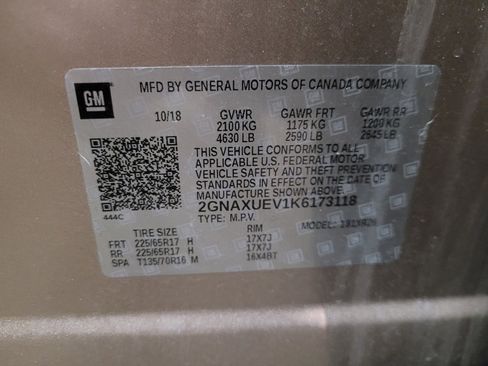 GM
MFD BY GENERAL MOTORS OF CANADA COMPANY
10/18 GVWR GAWR FRT GAWR RR
2100 KG 1175 KG 1200 KG
4630 LB 2590 LB 2645 LB
THIS VEHICLE CONFORMS TO ALL
APPLICABLE U.S. FEDERAL MOTOR
VEHICLE SAFETY AND THEFT PREVENTION
STANDARDS IN EFFECT ON THE DATE OF
MANUFACTURE SHOWN ABOVE.
444C 2GNAXUEV1K6173118
TYPE: M.P.V. MODEL:
TIRE SIZE RIM
FRT 225/65R17 H 17X7J
RR 225/65R17 H 17X7J
SPA T135/70R16 M 16X4BT